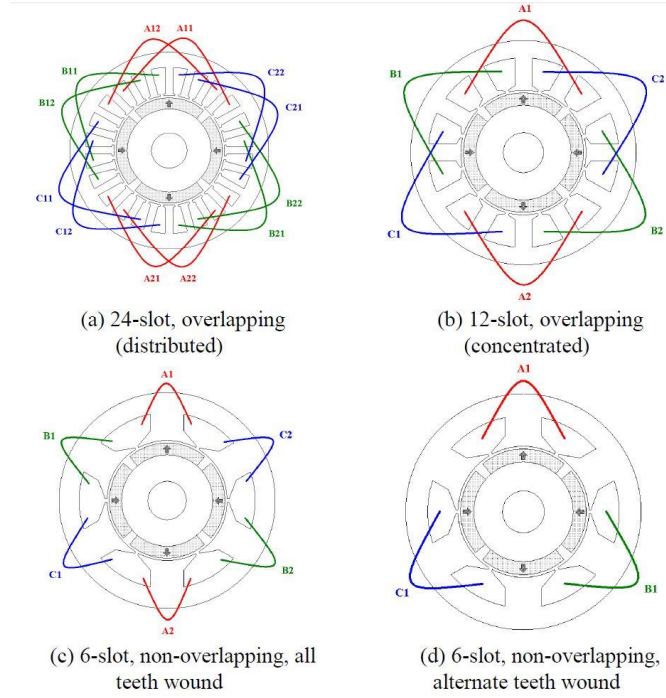 A12 A11
B11 C22
B12 C21
C11 B22
C12 B21
A21 A22
(a) 24-slot, overlapping
(distributed)
A1
B1 C2
C1 B2
A2
(b) 12-slot, overlapping
(concentrated)
A1
B1 C2
C1 B2
A2
(c) 6-slot, non-overlapping, all
teeth wound
A1
C1 B1
(d) 6-slot, non-overlapping,
alternate teeth wound